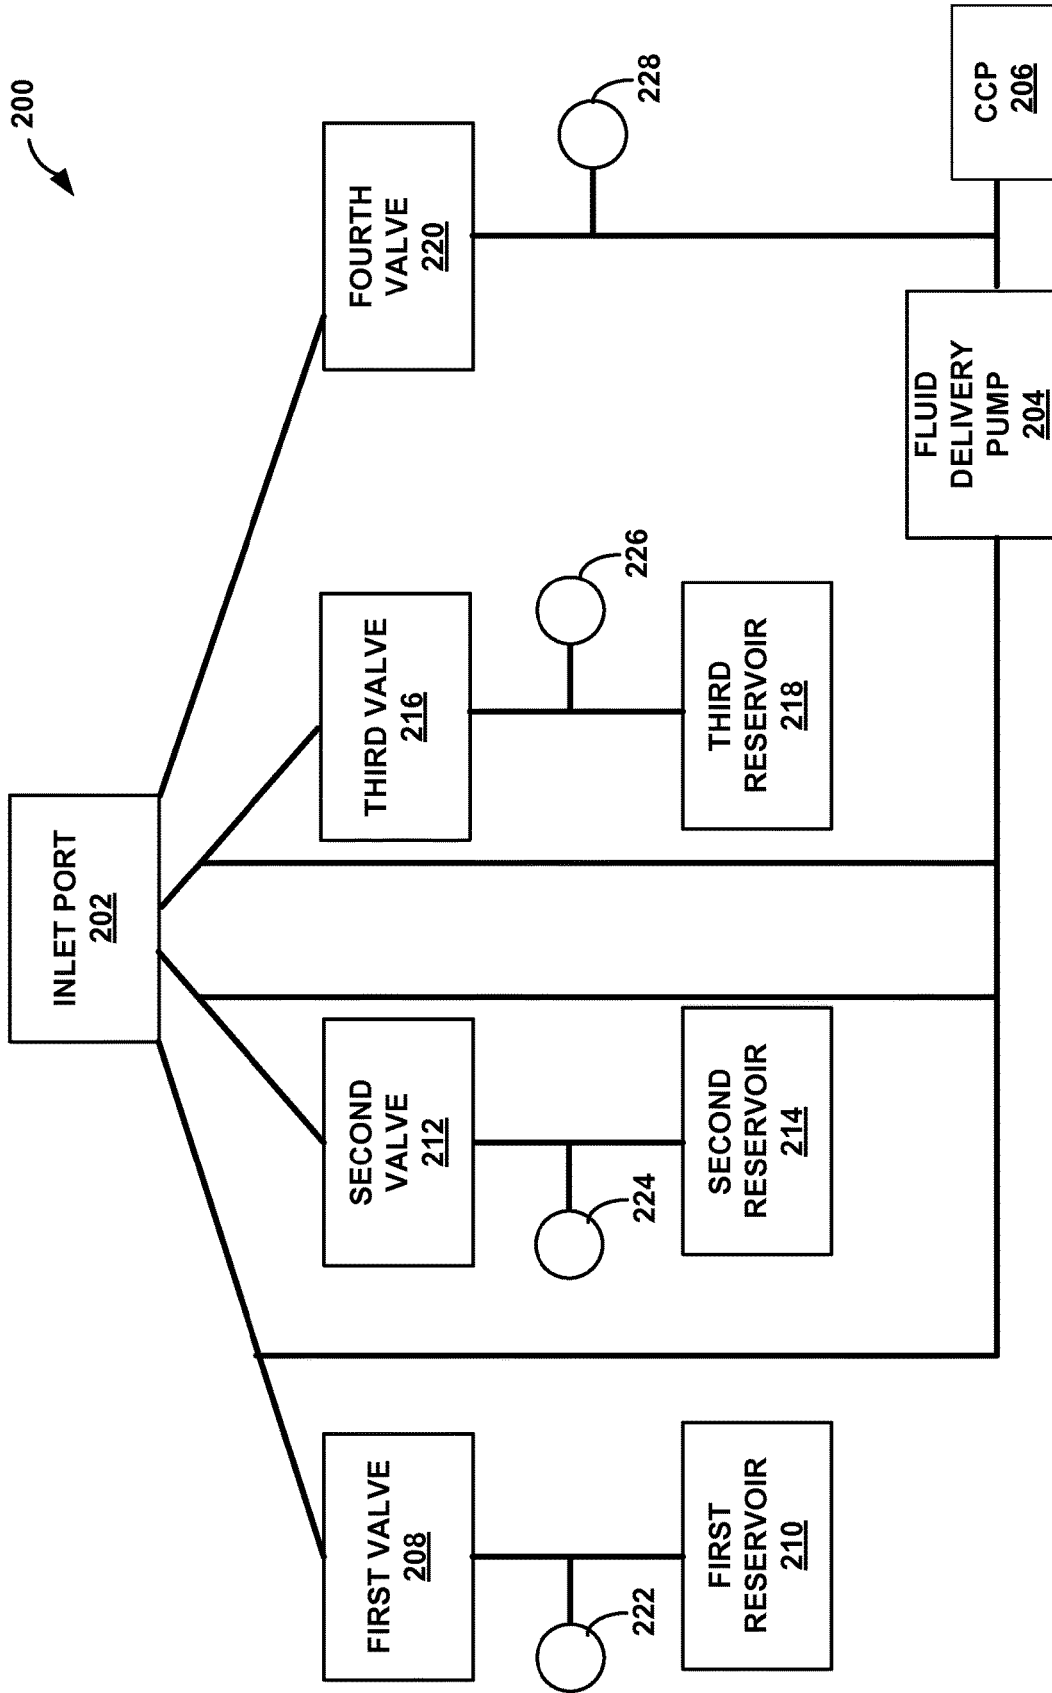 200
INLET PORT
202
FIRST VALVE
208
SECOND
VALVE
212
THIRD VALVE
216
FOURTH
VALVE
220
222
224
226
228
FIRST
RESERVOIR
210
SECOND
RESERVOIR
214
THIRD
RESERVOIR
218
FLUID
DELIVERY
PUMP
204
CCP
206